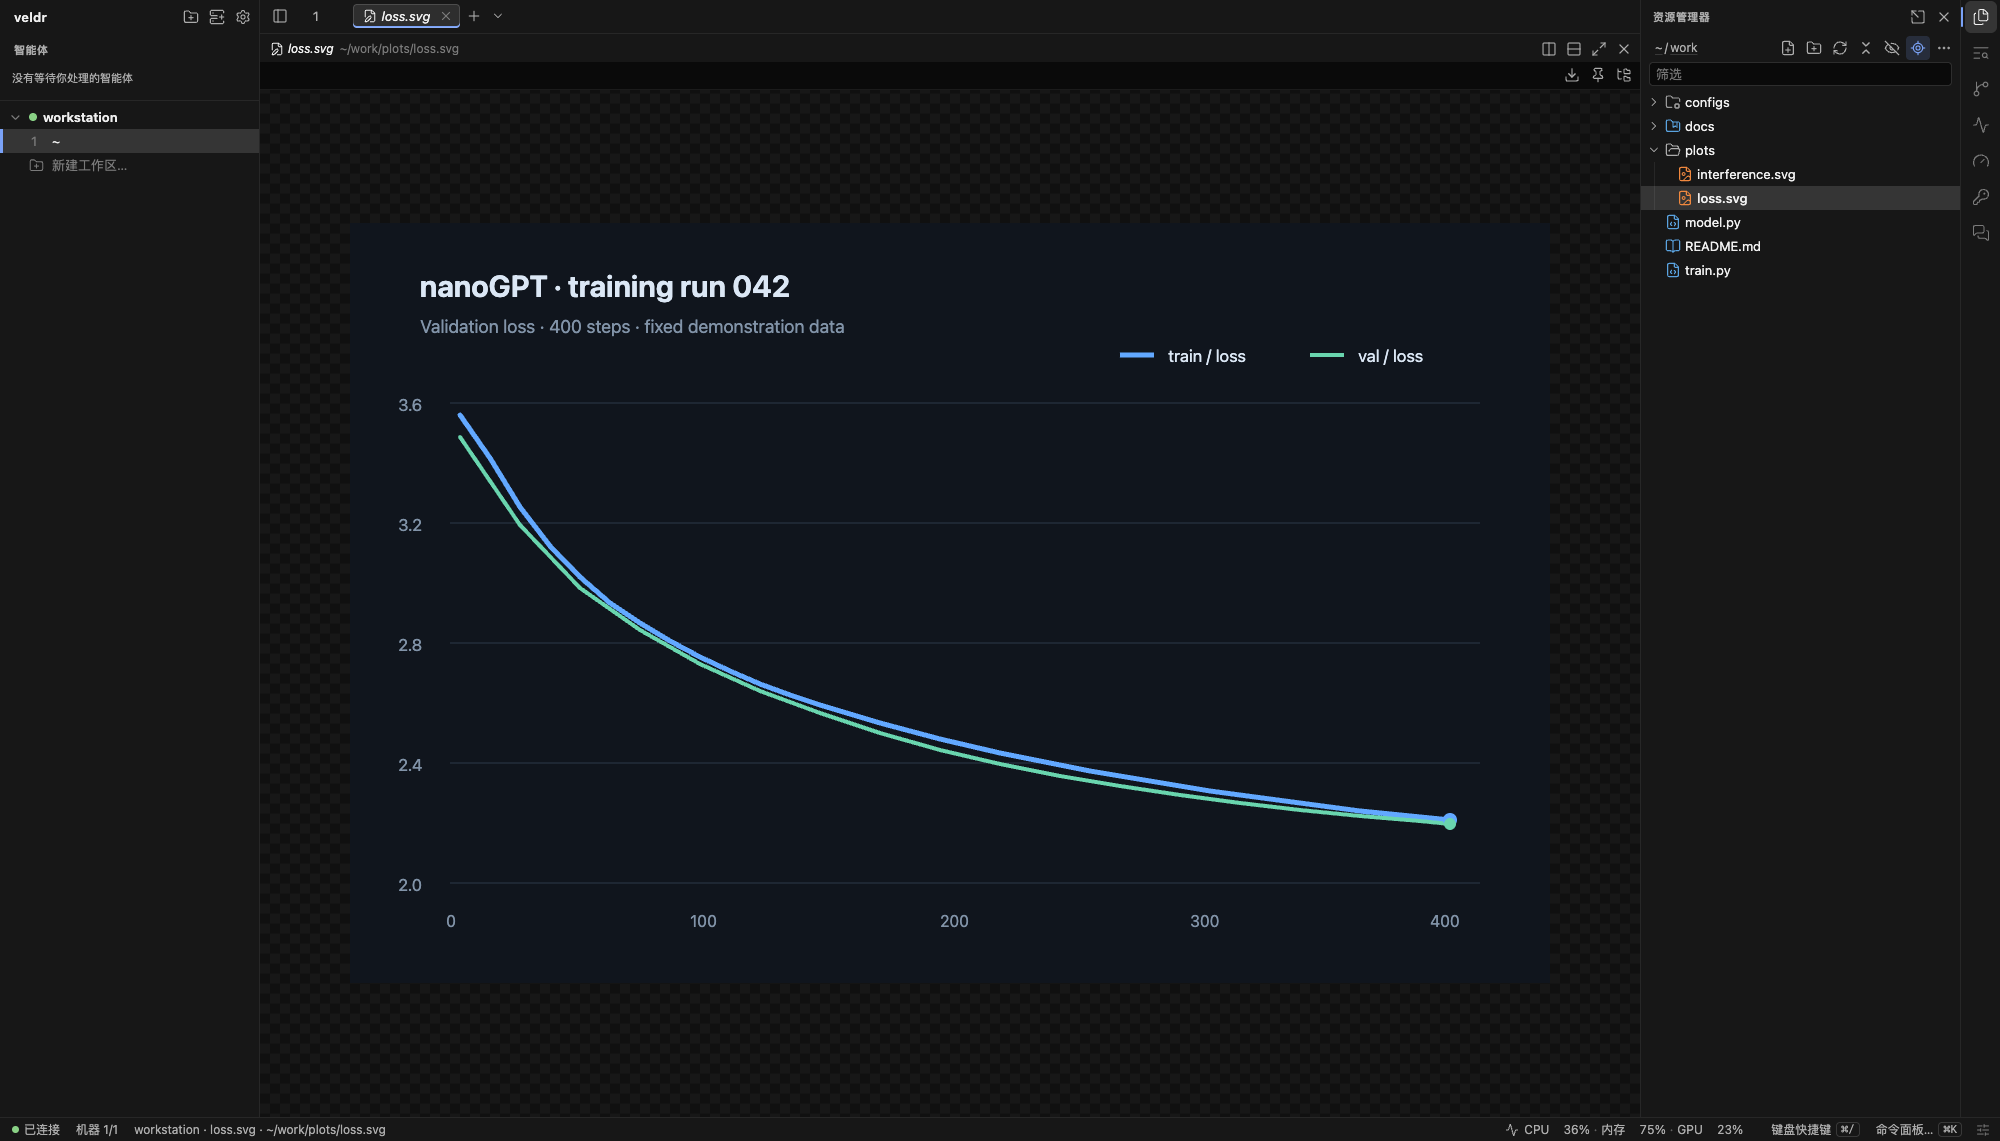 veldr
智能体
没有等待你处理的智能体
workstation
1 ~
新建工作区...
1
loss.svg
loss.svg ~/work/plots/loss.svg
nanoGPT · training run 042
Validation loss · 400 steps · fixed demonstration data
train / loss
val / loss
3.6
3.2
2.8
2.4
2.0
0 100 200 300 400
资源管理器
~/work
筛选
configs
docs
plots
interference.svg
loss.svg
model.py
README.md
train.py
已连接 机器 1/1 workstation · loss.svg · ~/work/plots/loss.svg
CPU 36% · 内存 75% · GPU 23% 键盘快捷键 ⌘/ 命令面板... ⌘K